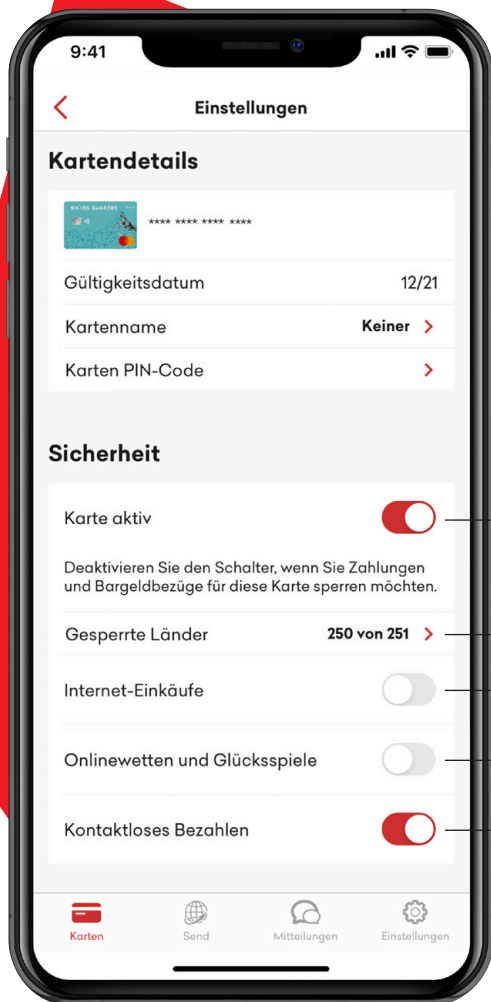 9:41
Einstellungen
Kartendetails
SWISS BANKERS
**** **** **** ****
Gültigkeitsdatum 12/21
Kartenname Keiner
Karten PIN-Code
Sicherheit
Karte aktiv
Deaktivieren Sie den Schalter, wenn Sie Zahlungen
und Bargeldbezüge für diese Karte sperren möchten.
Gesperrte Länder 250 von 251
Internet-Einkäufe
Onlinewetten und Glücksspiele
Kontaktloses Bezahlen
Karten Send Mitteilungen Einstellungen